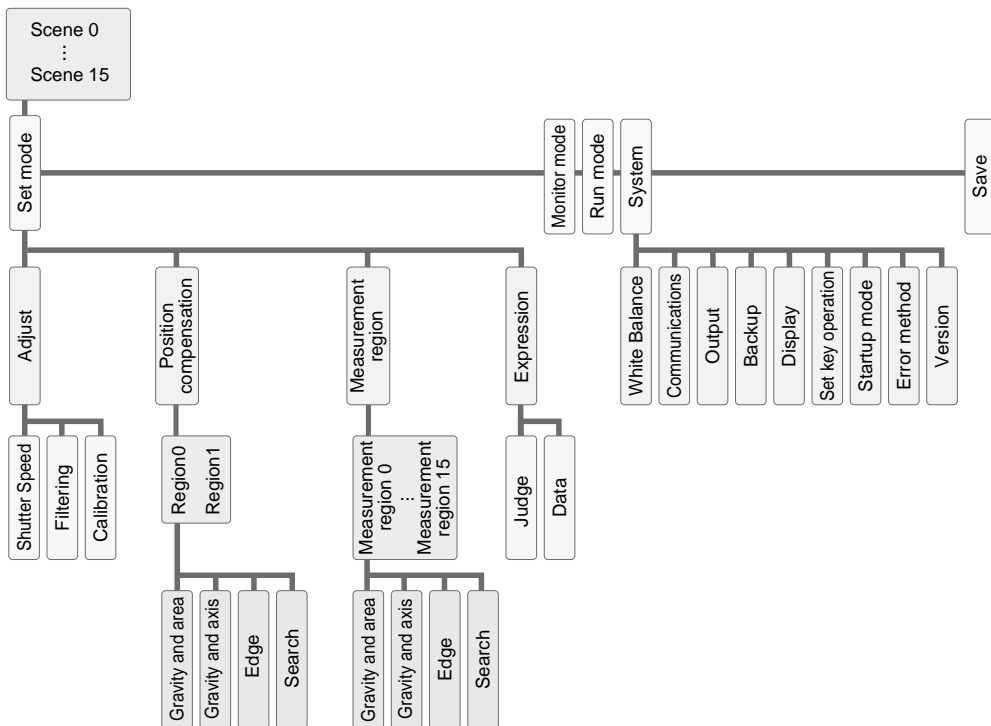 Scene 0
⋮
Scene 15
Set mode
Monitor mode
Run mode
System
Save
Adjust
Position
compensation
Measurement
region
Expression
White Balance
Communications
Output
Backup
Display
Set key operation
Startup mode
Error method
Version
Shutter Speed
Filtering
Calibration
Region0
Region1
Measurement
region 0
⋮
Measurement
region 15
Judge
Data
Gravity and area
Gravity and axis
Edge
Search
Gravity and area
Gravity and axis
Edge
Search